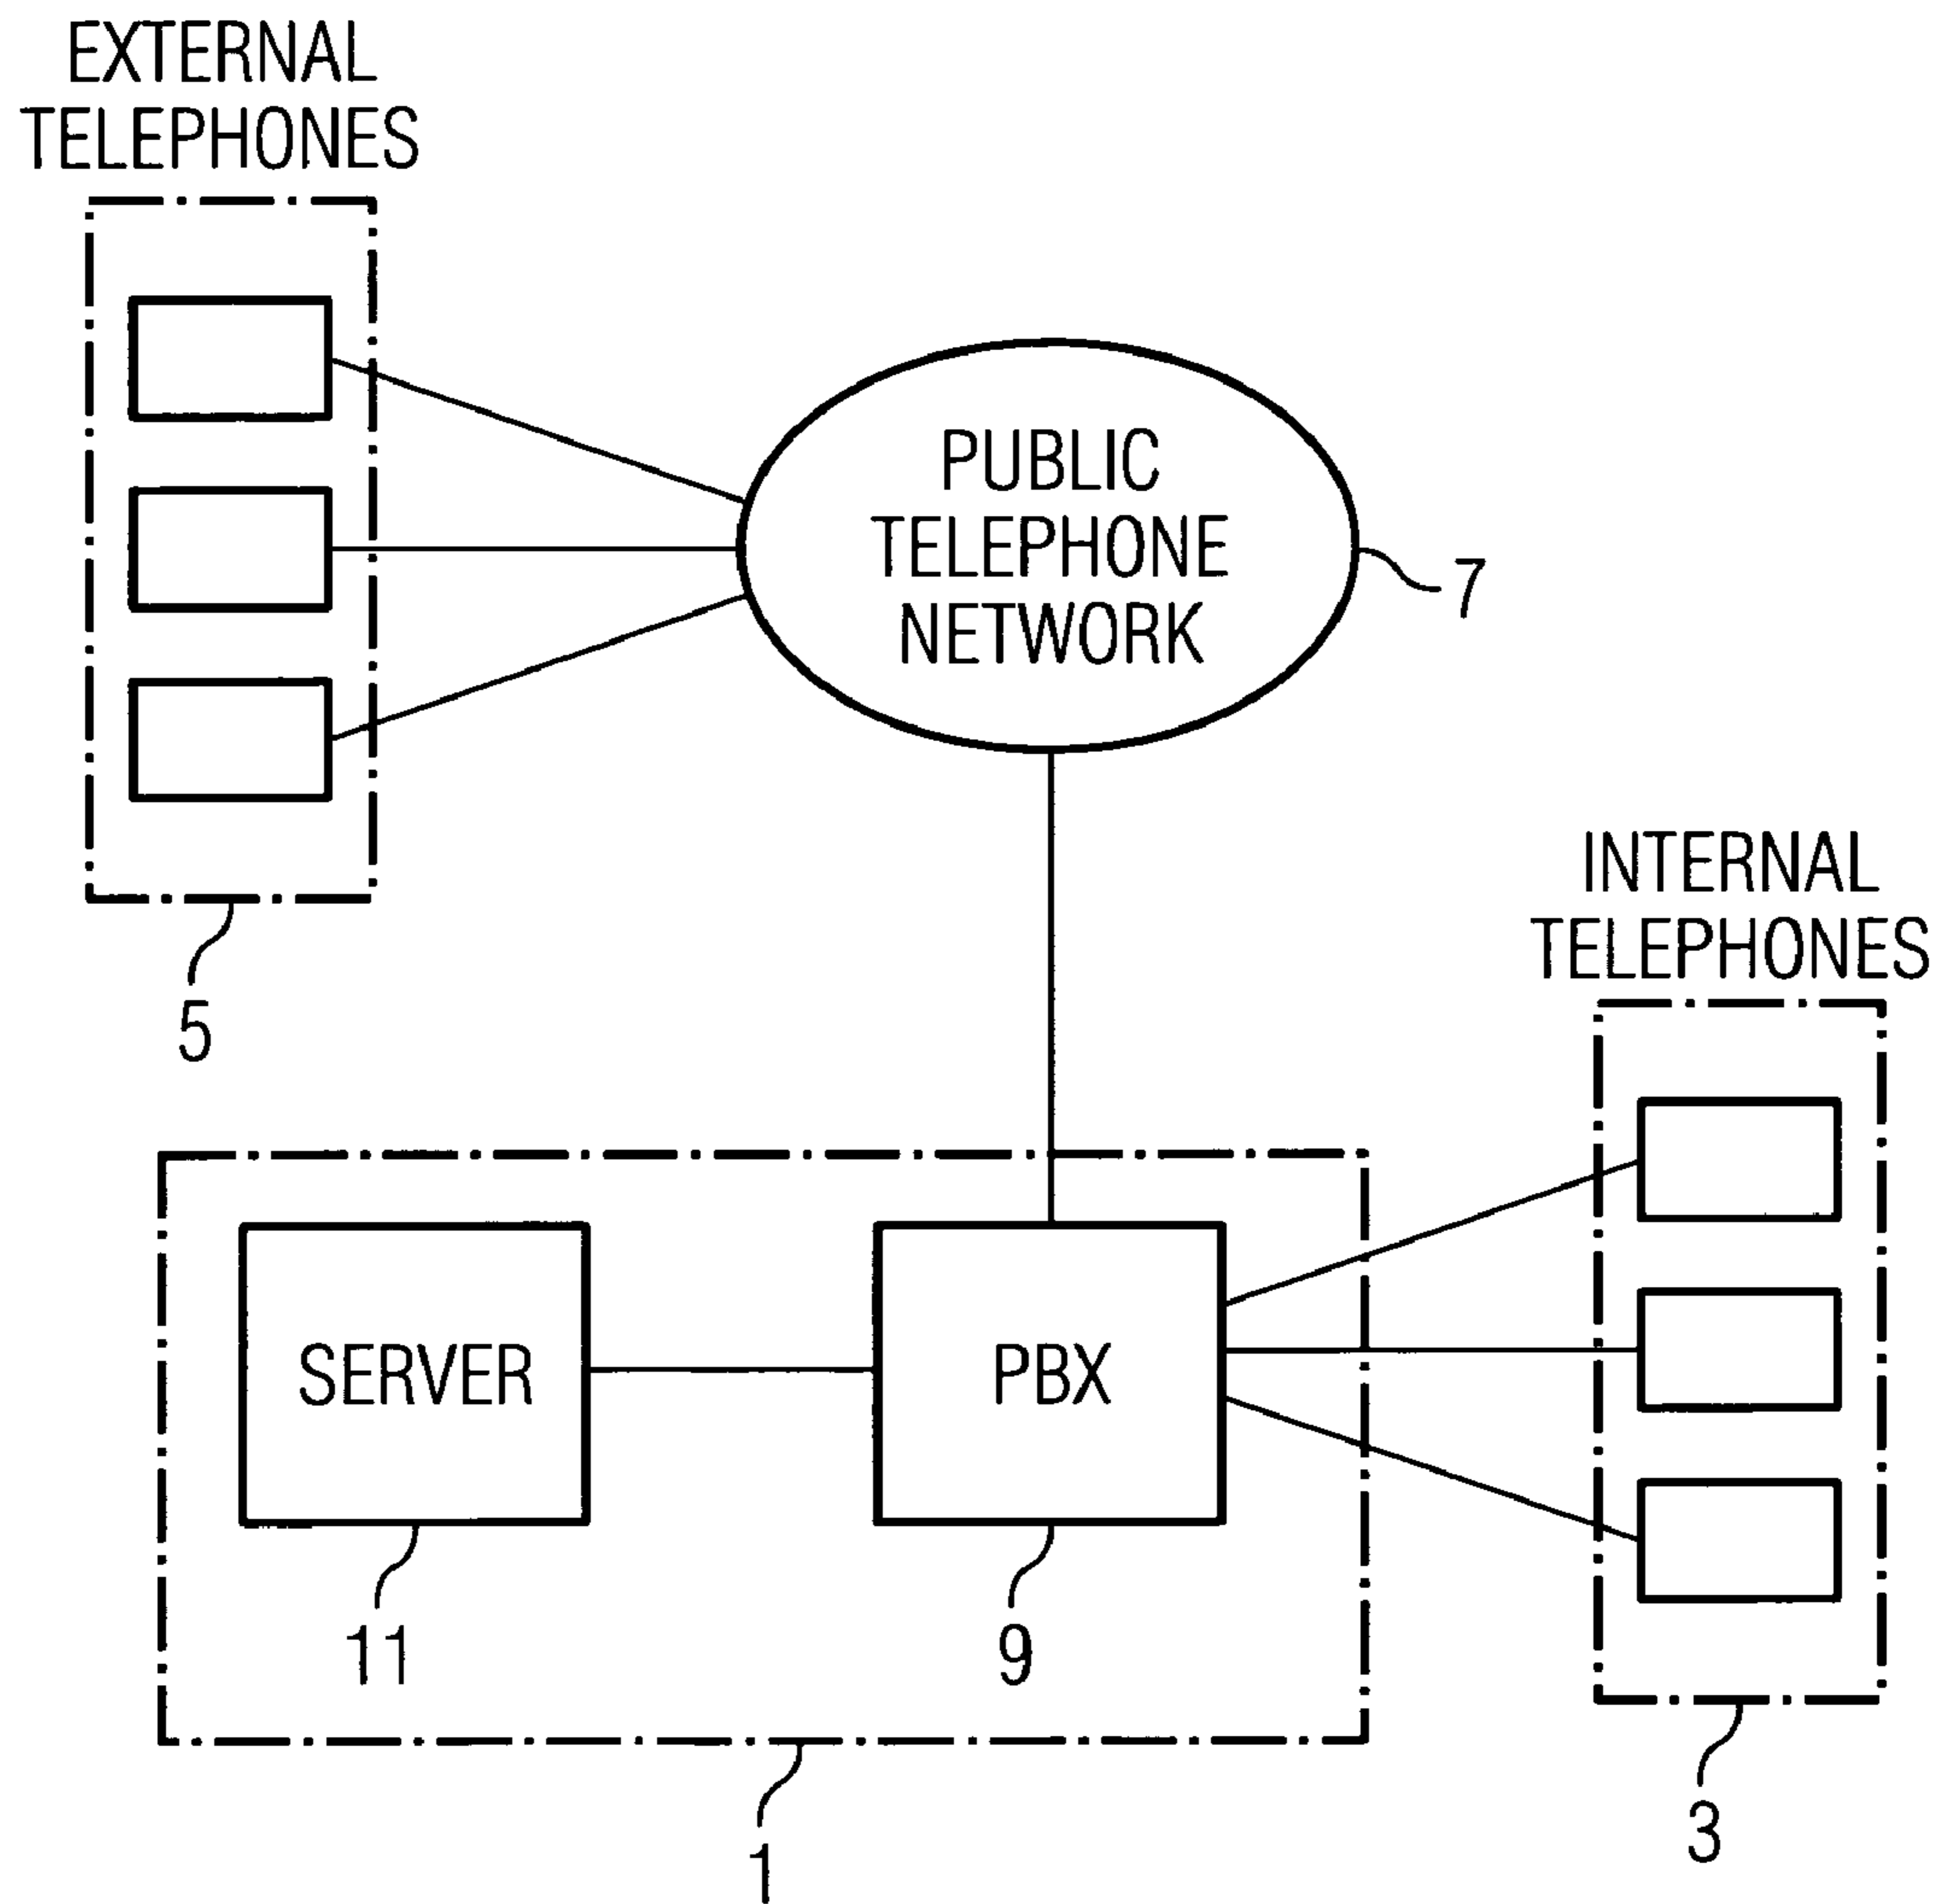 EXTERNAL
TELEPHONES
PUBLIC
TELEPHONE
NETWORK
7
5
INTERNAL
TELEPHONES
SERVER
PBX
11
9
1
3